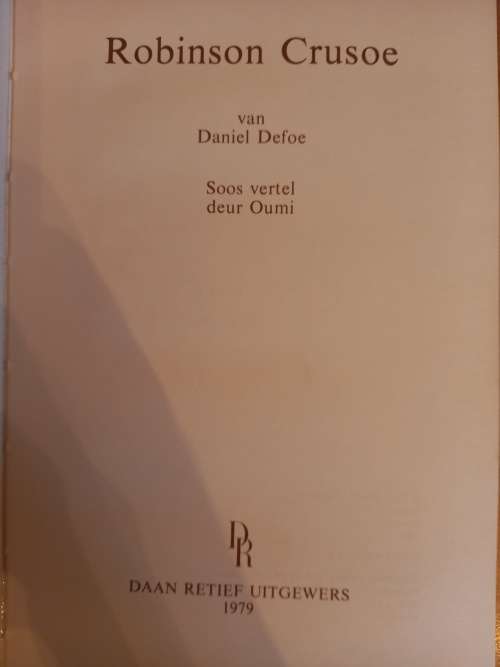 Robinson Crusoe
van
Daniel Defoe
Soos vertel
deur Oumi
DR
DAAN RETIEF UITGEWERS
1979